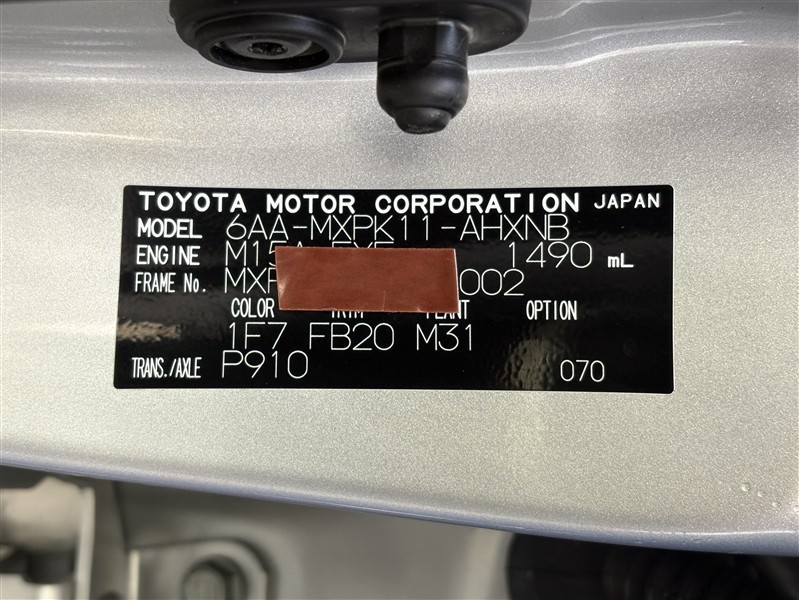 TOYOTA MOTOR CORPORATION JAPAN
MODEL 6AA-MXPK11-AHXNB
ENGINE 1490 mL
FRAME No. 002
COLOR OPTION
1F7 FB20 M31
TRANS./AXLE P910 070